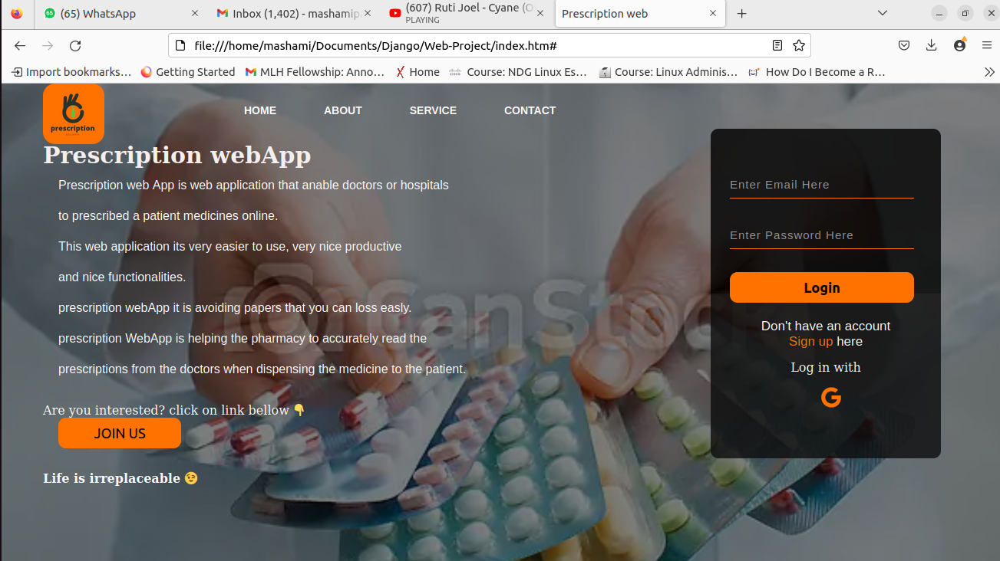 (65) WhatsApp
Inbox (1,402) - mashamip
(607) Ruti Joel - Cyane (O
PLAYING
Prescription web
file:///home/mashami/Documents/Django/Web-Project/index.htm#
Import bookmarks…
Getting Started
MLH Fellowship: Anno…
Home
Course: NDG Linux Es…
Course: Linux Adminis…
How Do I Become a R…
prescription
HOME
ABOUT
SERVICE
CONTACT
Prescription webApp
Prescription web App is web application that anable doctors or hospitals
to prescribed a patient medicines online.
This web application its very easier to use, very nice productive
and nice functionalities.
prescription webApp it is avoiding papers that you can loss easly.
prescription WebApp is helping the pharmacy to accurately read the
prescriptions from the doctors when dispensing the medicine to the patient.
Are you interested? click on link bellow 👇
JOIN US
Life is irreplaceable 😉
CanStock
Enter Email Here
Enter Password Here
Login
Don't have an account
Sign up here
Log in with
G